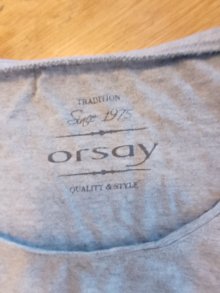 TRADITION
Since 1975
orsay
QUALITY & STYLE